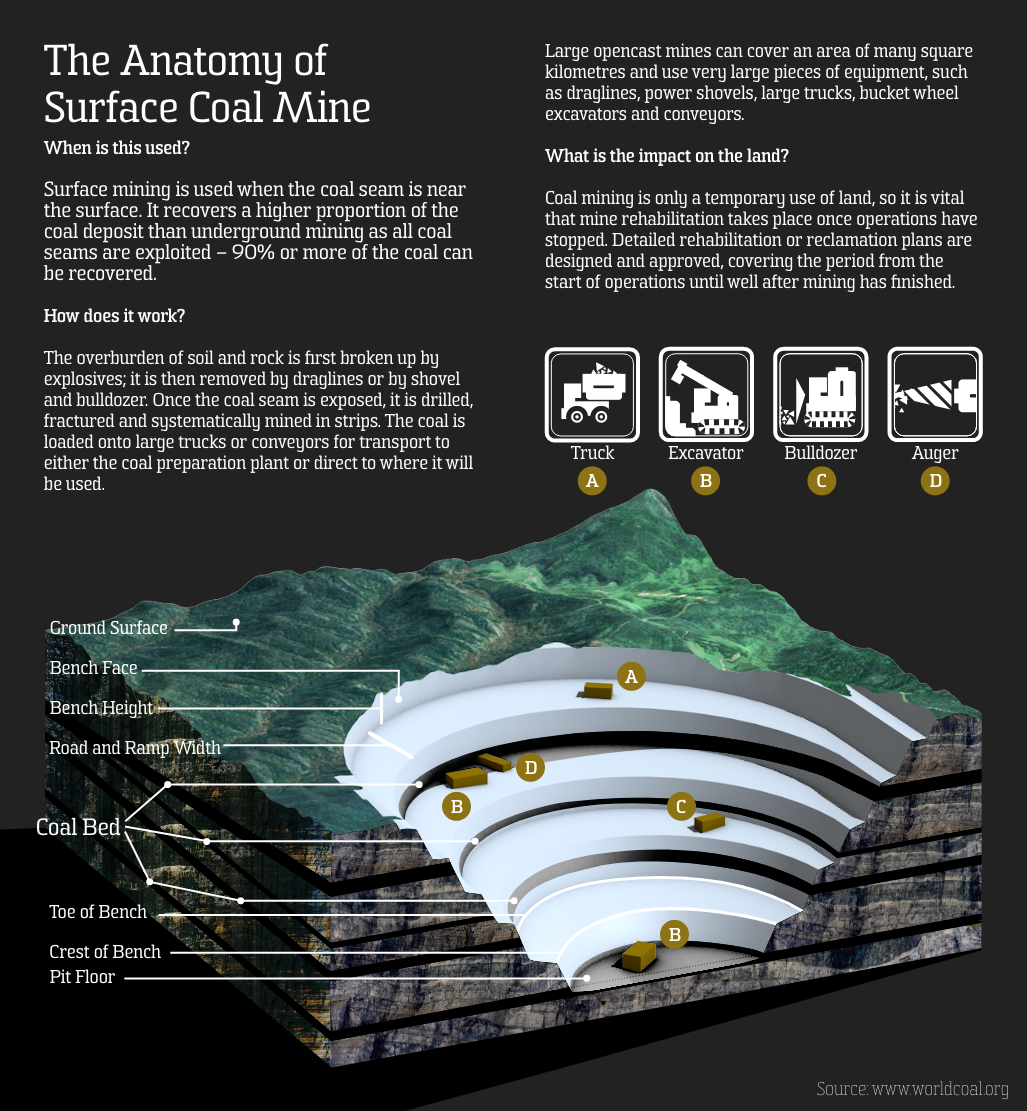 The Anatomy of
Surface Coal Mine
When is this used?
Surface mining is used when the coal seam is near
the surface. It recovers a higher proportion of the
coal deposit than underground mining as all coal
seams are exploited – 90% or more of the coal can
be recovered.
How does it work?
The overburden of soil and rock is first broken up by
explosives; it is then removed by draglines or by shovel
and bulldozer. Once the coal seam is exposed, it is drilled,
fractured and systematically mined in strips. The coal is
loaded onto large trucks or conveyors for transport to
either the coal preparation plant or direct to where it will
be used.
Large opencast mines can cover an area of many square
kilometres and use very large pieces of equipment, such
as draglines, power shovels, large trucks, bucket wheel
excavators and conveyors.
What is the impact on the land?
Coal mining is only a temporary use of land, so it is vital
that mine rehabilitation takes place once operations have
stopped. Detailed rehabilitation or reclamation plans are
designed and approved, covering the period from the
start of operations until well after mining has finished.
Truck Excavator Bulldozer Auger
A B C D
Ground Surface
Bench Face
A
Bench Height
Road and Ramp Width
D
B
C
Coal Bed
Toe of Bench
B
Crest of Bench
Pit Floor
Source: www.worldcoal.org